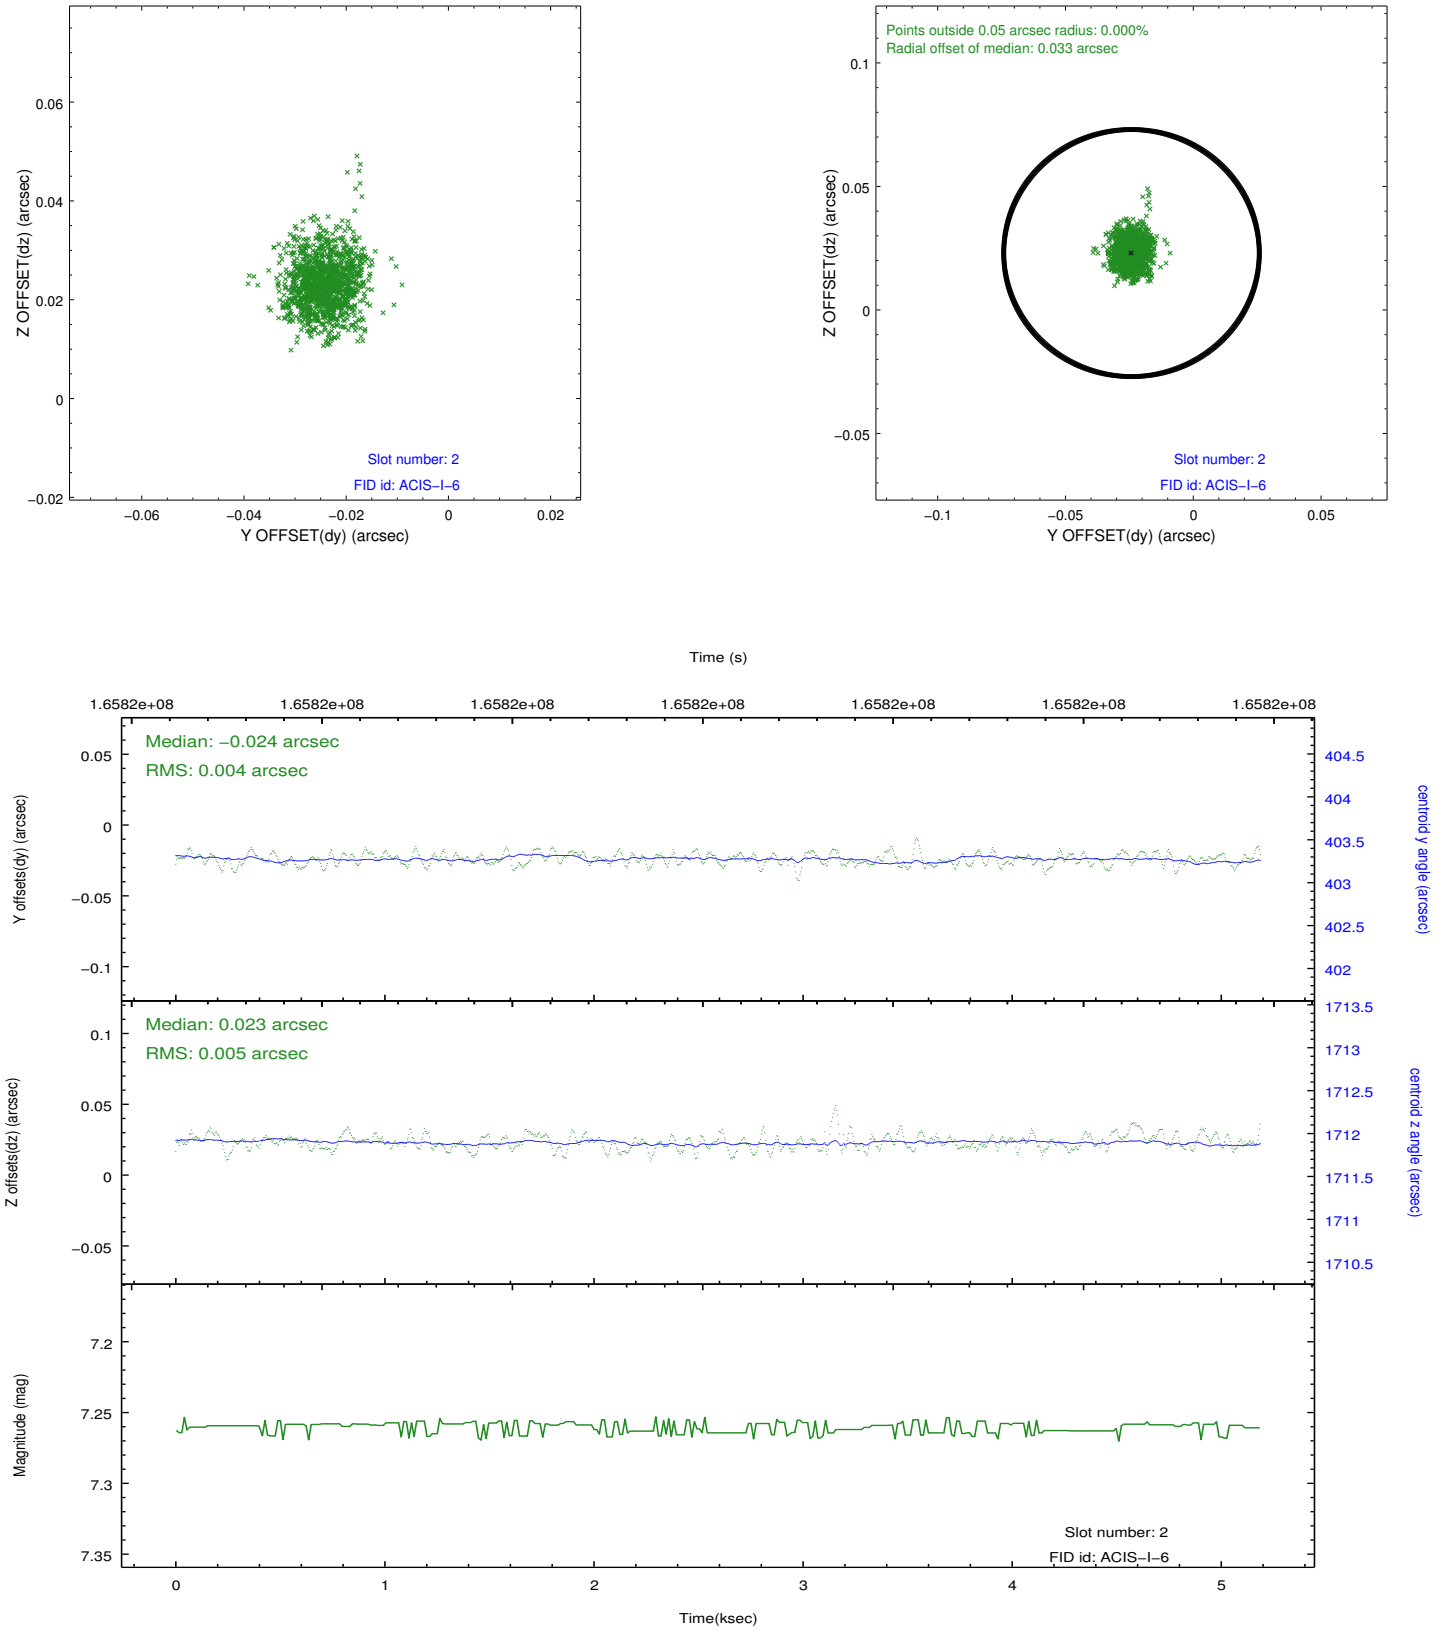 0.06
0.04
0.02
0
−0.02
Z OFFSET(dz) (arcsec)
Slot number: 2
FID id: ACIS−I−6
−0.06
−0.04
−0.02
0
0.02
Y OFFSET(dy) (arcsec)
Points outside 0.05 arcsec radius: 0.000%
Radial offset of median: 0.033 arcsec
0.1
0.05
0
−0.05
Z OFFSET(dz) (arcsec)
Slot number: 2
FID id: ACIS−I−6
−0.1
−0.05
0
0.05
Y OFFSET(dy) (arcsec)
Time (s)
1.6582e+08 1.6582e+08 1.6582e+08 1.6582e+08 1.6582e+08 1.6582e+08 1.6582e+08
Median: −0.024 arcsec
RMS: 0.004 arcsec
0.05
0
−0.05
−0.1
Y offsets(dy) (arcsec)
404.5
404
403.5
403
402.5
402
centroid y angle (arcsec)
Median: 0.023 arcsec
RMS: 0.005 arcsec
0.1
0.05
0
−0.05
Z offsets(dz) (arcsec)
1713.5
1713
1712.5
1712
1711.5
1711
1710.5
centroid z angle (arcsec)
7.2
7.25
7.3
7.35
Magnitude (mag)
Slot number: 2
FID id: ACIS−I−6
0 1 2 3 4 5
Time(ksec)